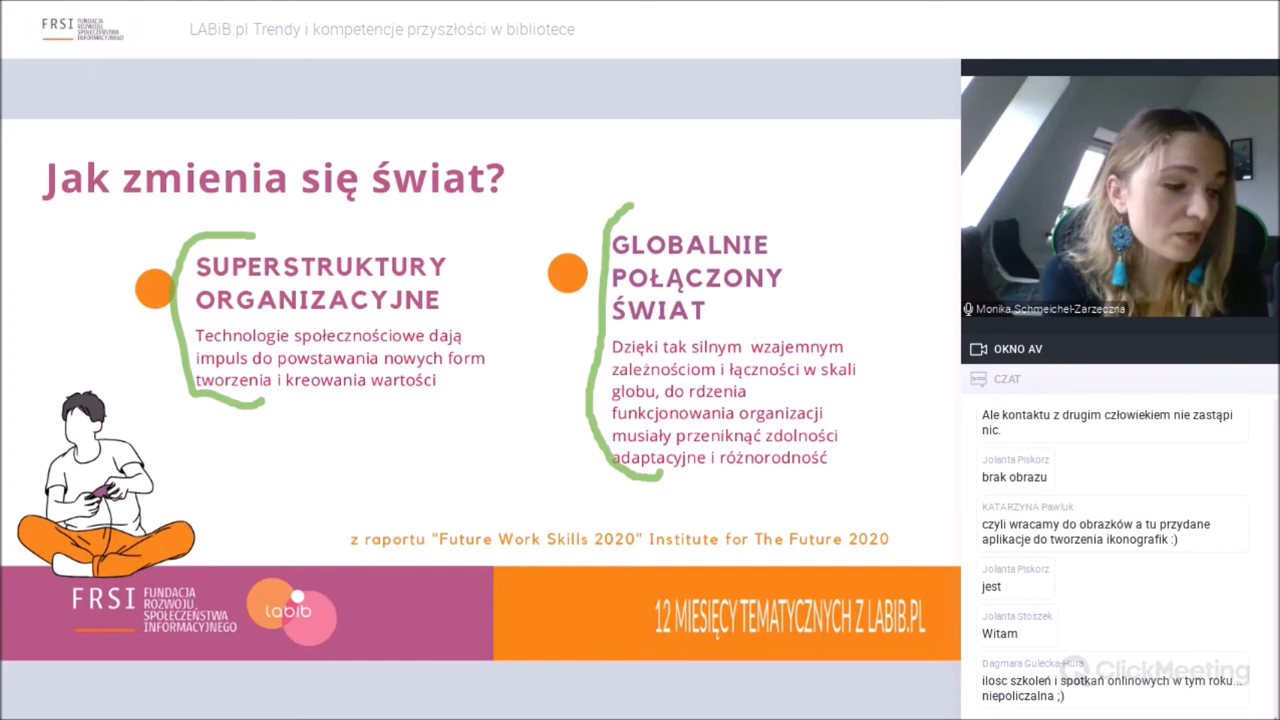 FRSI FUNDACJA
ROZWOJU
SPOŁECZEŃSTWA
INFORMACYJNEGO
LABiB.pl Trendy i kompetencje przyszłości w bibliotece
Jak zmienia się świat?
SUPERSTRUKTURY
ORGANIZACYJNE
Technologie społecznościowe dają
impuls do powstawania nowych form
tworzenia i kreowania wartości
GLOBALNIE
POŁĄCZONY
ŚWIAT
Dzięki tak silnym wzajemnym
zależnościom i łączności w skali
globu, do rdzenia
funkcjonowania organizacji
musiały przeniknąć zdolności
adaptacyjne i różnorodność
z raportu "Future Work Skills 2020" Institute for The Future 2020
FRSI FUNDACJA
ROZWOJU
SPOŁECZEŃSTWA
INFORMACYJNEGO
labib
12 MIESIĘCY TEMATYCZNYCH Z LABIB.PL
Monika Schmeichel-Zarzeczna
OKNO AV
CZAT
Ale kontaktu z drugim człowiekiem nie zastąpi
nic.
Jolanta Piskorz
brak obrazu
KATARZYNA Pawluk
czyli wracamy do obrazków a tu przydane
aplikacje do tworzenia ikonografik :)
Jolanta Piskorz
jest
Jolanta Stoszek
Witam
Dagmara Gulecka-Hura
ilosc szkoleń i spotkań onlinowych w tym roku...
niepoliczalna ;)
ClickMeeting